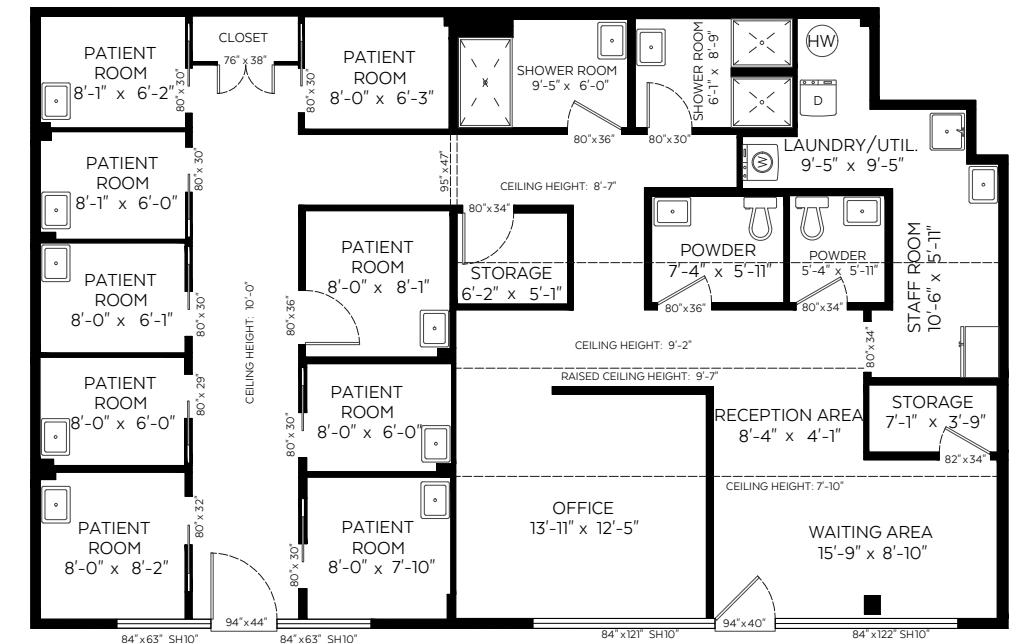 PATIENT
ROOM
8'-1" x 6'-2"
80"x30"
CLOSET
76"x38"
80"x30"
PATIENT
ROOM
8'-0" x 6'-3"
SHOWER ROOM
9'-5" x 6'-0"
80"x36"
SHOWER ROOM
6'-1" x 8'-9"
80"x30"
HW
D
W
LAUNDRY/UTIL.
9'-5" x 9'-5"
PATIENT
ROOM
8'-1" x 6'-0"
80"x30"
95"x47"
CEILING HEIGHT: 8'-7"
80"x34"
STORAGE
6'-2" x 5'-1"
PATIENT
ROOM
8'-0" x 8'-1"
80"x36"
POWDER
7'-4" x 5'-11"
80"x36"
POWDER
5'-4" x 5'-11"
80"x34"
STAFF ROOM
10'-6" x 5'-11"
80"x34"
PATIENT
ROOM
8'-0" x 6'-1"
80"x30"
CEILING HEIGHT: 10'-0
CEILING HEIGHT: 9'-2"
RAISED CEILING HEIGHT: 9'-7"
PATIENT
ROOM
8'-0" x 6'-0"
80"x29"
PATIENT
ROOM
8'-0" x 6'-0"
80"x30"
RECEPTION AREA
8'-4" x 4'-1"
STORAGE
7'-1" x 3'-9"
82"x34"
CEILING HEIGHT: 7'-10"
PATIENT
ROOM
8'-0" x 8'-2"
80"x32"
PATIENT
ROOM
8'-0" x 7'-10"
80"x30"
OFFICE
13'-11" x 12'-5"
WAITING AREA
15'-9" x 8'-10"
94"x44"
94"x40"
84"x63" SH10"
84"x63" SH10"
84"x121" SH10"
84"x122" SH10"